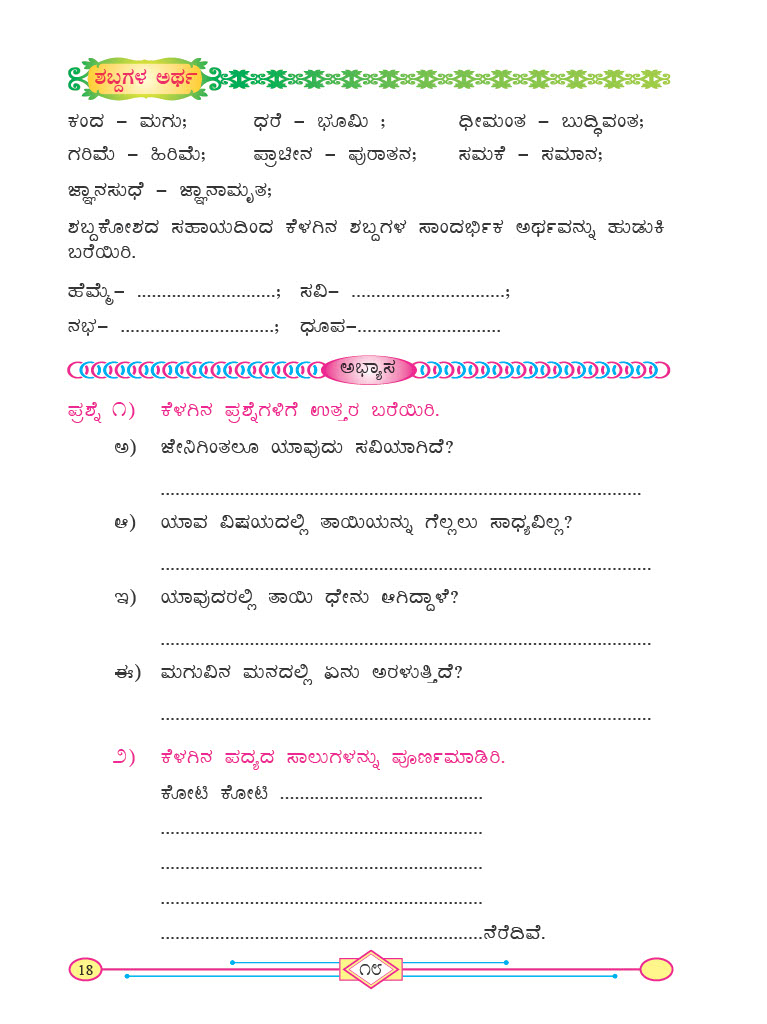 ಶಬ್ದಗಳ ಅರ್ಥ
ಕಂದ – ಮಗು; ಧರೆ – ಭೂಮಿ ; ಧೀಮಂತ – ಬುದ್ಧಿವಂತ;
ಗರಿಮೆ – ಹಿರಿಮೆ; ಪ್ರಾಚೀನ – ಪುರಾತನ; ಸಮಕೆ – ಸಮಾನ;
ಜ್ಞಾನಸುಧೆ – ಜ್ಞಾನಾಮೃತ;
ಶಬ್ದಕೋಶದ ಸಹಾಯದಿಂದ ಕೆಳಗಿನ ಶಬ್ದಗಳ ಸಾಂದರ್ಭಿಕ ಅರ್ಥವನ್ನು ಹುಡುಕಿ
ಬರೆಯಿರಿ.
ಹೆಮ್ಮೆ– ............................; ಸವಿ– ...............................;
ನಭ– ...............................; ಧೂಪ–.............................
ಅಭ್ಯಾಸ
ಪ್ರಶ್ನೆ ೧) ಕೆಳಗಿನ ಪ್ರಶ್ನೆಗಳಿಗೆ ಉತ್ತರ ಬರೆಯಿರಿ.
ಅ) ಜೇನಿಗಿಂತಲೂ ಯಾವುದು ಸವಿಯಾಗಿದೆ?
.................................................................................................
ಆ) ಯಾವ ವಿಷಯದಲ್ಲಿ ತಾಯಿಯನ್ನು ಗೆಲ್ಲಲು ಸಾಧ್ಯವಿಲ್ಲ?
...................................................................................................
ಇ) ಯಾವುದರಲ್ಲಿ ತಾಯಿ ಧೇನು ಆಗಿದ್ದಾಳೆ?
...................................................................................................
ಈ) ಮಗುವಿನ ಮನದಲ್ಲಿ ಏನು ಅರಳುತ್ತಿದೆ?
...................................................................................................
೨) ಕೆಳಗಿನ ಪದ್ಯದ ಸಾಲುಗಳನ್ನು ಪೂರ್ಣಮಾಡಿರಿ.
ಕೋಟಿ ಕೋಟಿ .........................................
.................................................................
.................................................................
.................................................................
.................................................................ನೆರೆದಿವೆ.
18 ೧೮